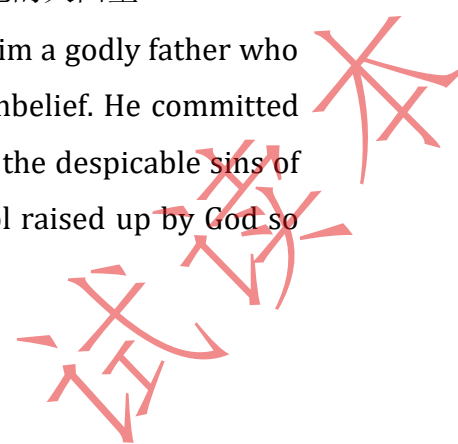 im a godly father who
nbelief. He committed
the despicable sins of
ol raised up by God so
试读本